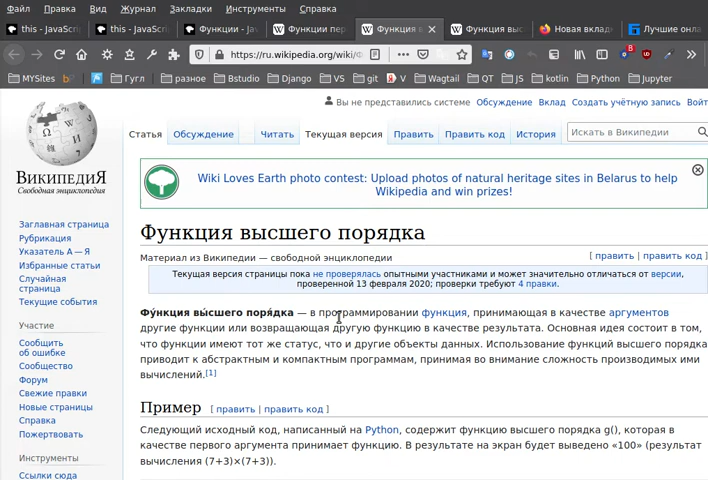 Файл Правка Вид Журнал Закладки Инструменты Справка
this - JavaScri this - JavaScri Функции - Ja Функции пер Функция в Функция выс Новая вклад Лучшие онла
https://ru.wikipedia.org/wiki/
MYSites Гугл разное Bstudio Django VS git Я V Wagtail QT JS kotlin Python Jupyter
Вы не представились системе Обсуждение Вклад Создать учётную запись Войт
Статья Обсуждение Читать Текущая версия Править Править код История Искать в Википедии
ВИКИПЕДИЯ
Свободная энциклопедия
Wiki Loves Earth photo contest: Upload photos of natural heritage sites in Belarus to help
Wikipedia and win prizes!
Заглавная страница
Рубрикация
Указатель А — Я
Избранные статьи
Случайная
страница
Текущие события
Участие
Сообщить
об ошибке
Сообщество
Форум
Свежие правки
Новые страницы
Справка
Пожертвовать
Инструменты
Ссылки сюда
Функция высшего порядка
Материал из Википедии — свободной энциклопедии [ править | править код ]
Текущая версия страницы пока не проверялась опытными участниками и может значительно отличаться от версии,
проверенной 13 февраля 2020; проверки требуют 4 правки.
Фу́нкция вы́сшего поря́дка — в программировании функция, принимающая в качестве аргументов
другие функции или возвращающая другую функцию в качестве результата. Основная идея состоит в том,
что функции имеют тот же статус, что и другие объекты данных. Использование функций высшего порядка
приводит к абстрактным и компактным программам, принимая во внимание сложность производимых ими
вычислений.[1]
Пример [ править | править код ]
Следующий исходный код, написанный на Python, содержит функцию высшего порядка g(), которая в
качестве первого аргумента принимает функцию. В результате на экран будет выведено «100» (результат
вычисления (7+3)×(7+3)).